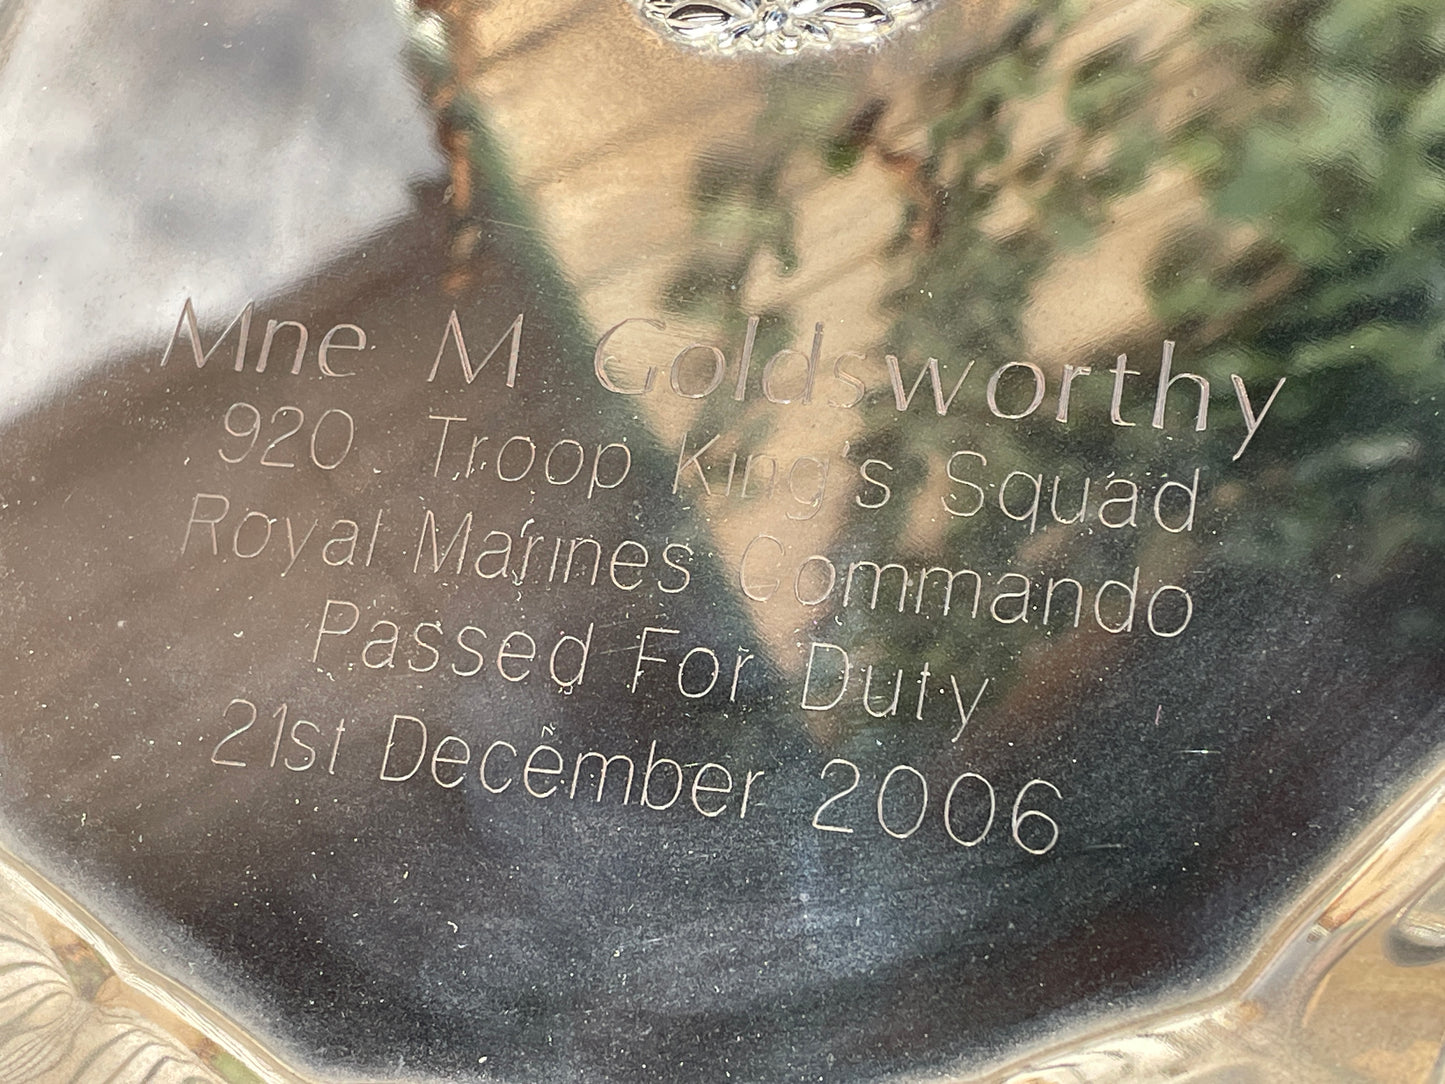 Mne M Goldsworthy
920 Troop King's Squad
Royal Marines Commando
Passed For Duty
21st December 2006